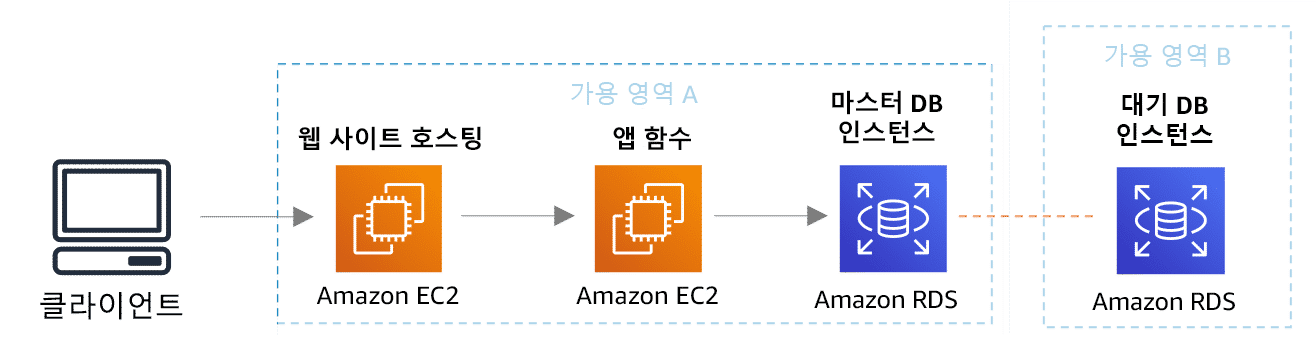 가용 영역 B
가용 영역 A
마스터 DB
인스턴스
대기 DB
인스턴스
웹 사이트 호스팅
앱 함수
클라이언트
Amazon EC2
Amazon EC2
Amazon RDS
Amazon RDS